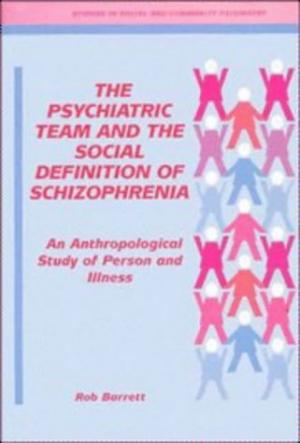 STUDIES IN SOCIAL AND COMMUNITY PSYCHIATRY
THE
PSYCHIATRIC
TEAM AND THE
SOCIAL
DEFINITION OF
SCHIZOPHRENIA
An Anthropological
Study of Person and
Illness
Rob Barrett